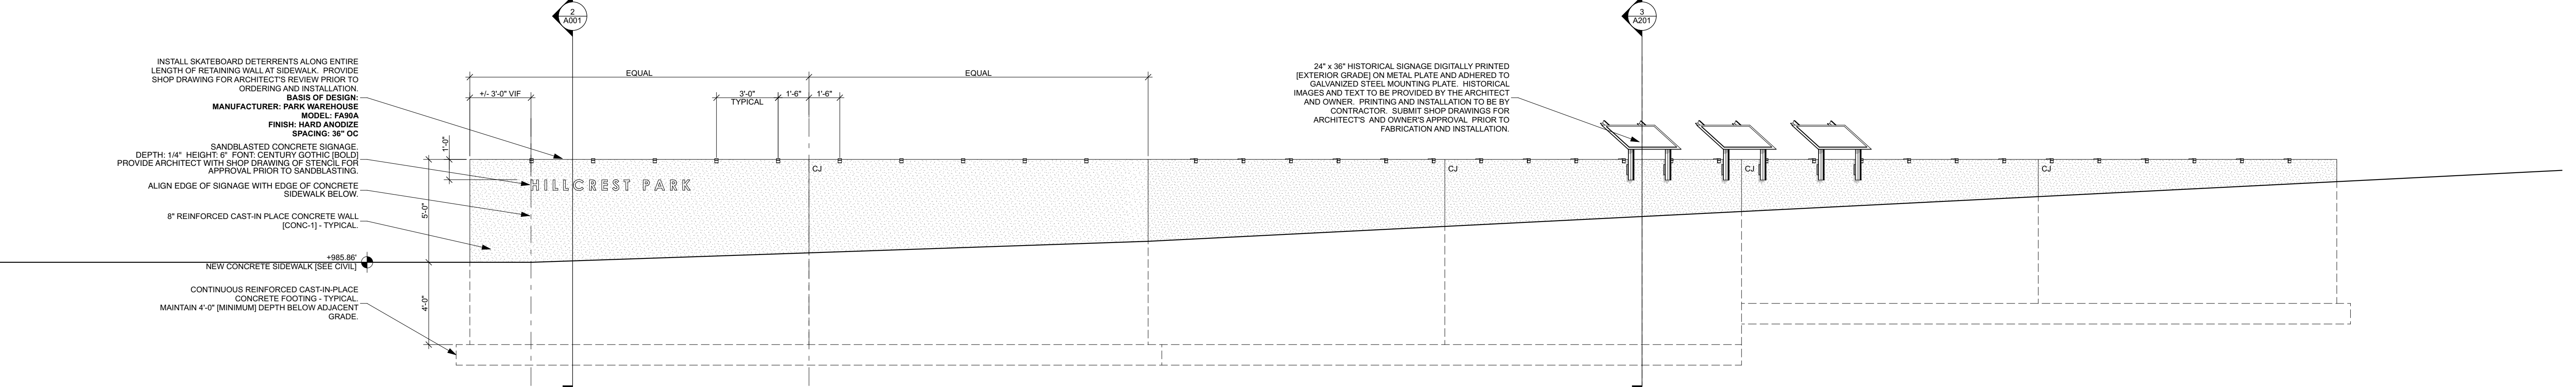 2
A001
3
A201
INSTALL SKATEBOARD DETERRENTS ALONG ENTIRE
LENGTH OF RETAINING WALL AT SIDEWALK. PROVIDE
SHOP DRAWING FOR ARCHITECT'S REVIEW PRIOR TO
ORDERING AND INSTALLATION.
BASIS OF DESIGN:
MANUFACTURER: PARK WAREHOUSE
MODEL: FA90A
FINISH: HARD ANODIZE
SPACING: 36" OC
SANDBLASTED CONCRETE SIGNAGE.
DEPTH: 1/4" HEIGHT: 6" FONT: CENTURY GOTHIC [BOLD]
PROVIDE ARCHITECT WITH SHOP DRAWING OF STENCIL FOR
APPROVAL PRIOR TO SANDBLASTING.
ALIGN EDGE OF SIGNAGE WITH EDGE OF CONCRETE
SIDEWALK BELOW.
8" REINFORCED CAST-IN PLACE CONCRETE WALL
[CONC-1] - TYPICAL.
+985.86'
NEW CONCRETE SIDEWALK [SEE CIVIL]
CONTINUOUS REINFORCED CAST-IN-PLACE
CONCRETE FOOTING - TYPICAL.
MAINTAIN 4'-0" [MINIMUM] DEPTH BELOW ADJACENT
GRADE.
EQUAL
EQUAL
+/- 3'-0" VIF
3'-0"
TYPICAL
1'-6"
1'-6"
1'-0"
5'-0"
4'-0"
HILLCREST PARK
CJ
24" x 36" HISTORICAL SIGNAGE DIGITALLY PRINTED
[EXTERIOR GRADE] ON METAL PLATE AND ADHERED TO
GALVANIZED STEEL MOUNTING PLATE. HISTORICAL
IMAGES AND TEXT TO BE PROVIDED BY THE ARCHITECT
AND OWNER. PRINTING AND INSTALLATION TO BE BY
CONTRACTOR. SUBMIT SHOP DRAWINGS FOR
ARCHITECT'S AND OWNER'S APPROVAL PRIOR TO
FABRICATION AND INSTALLATION.
CJ
CJ
CJ